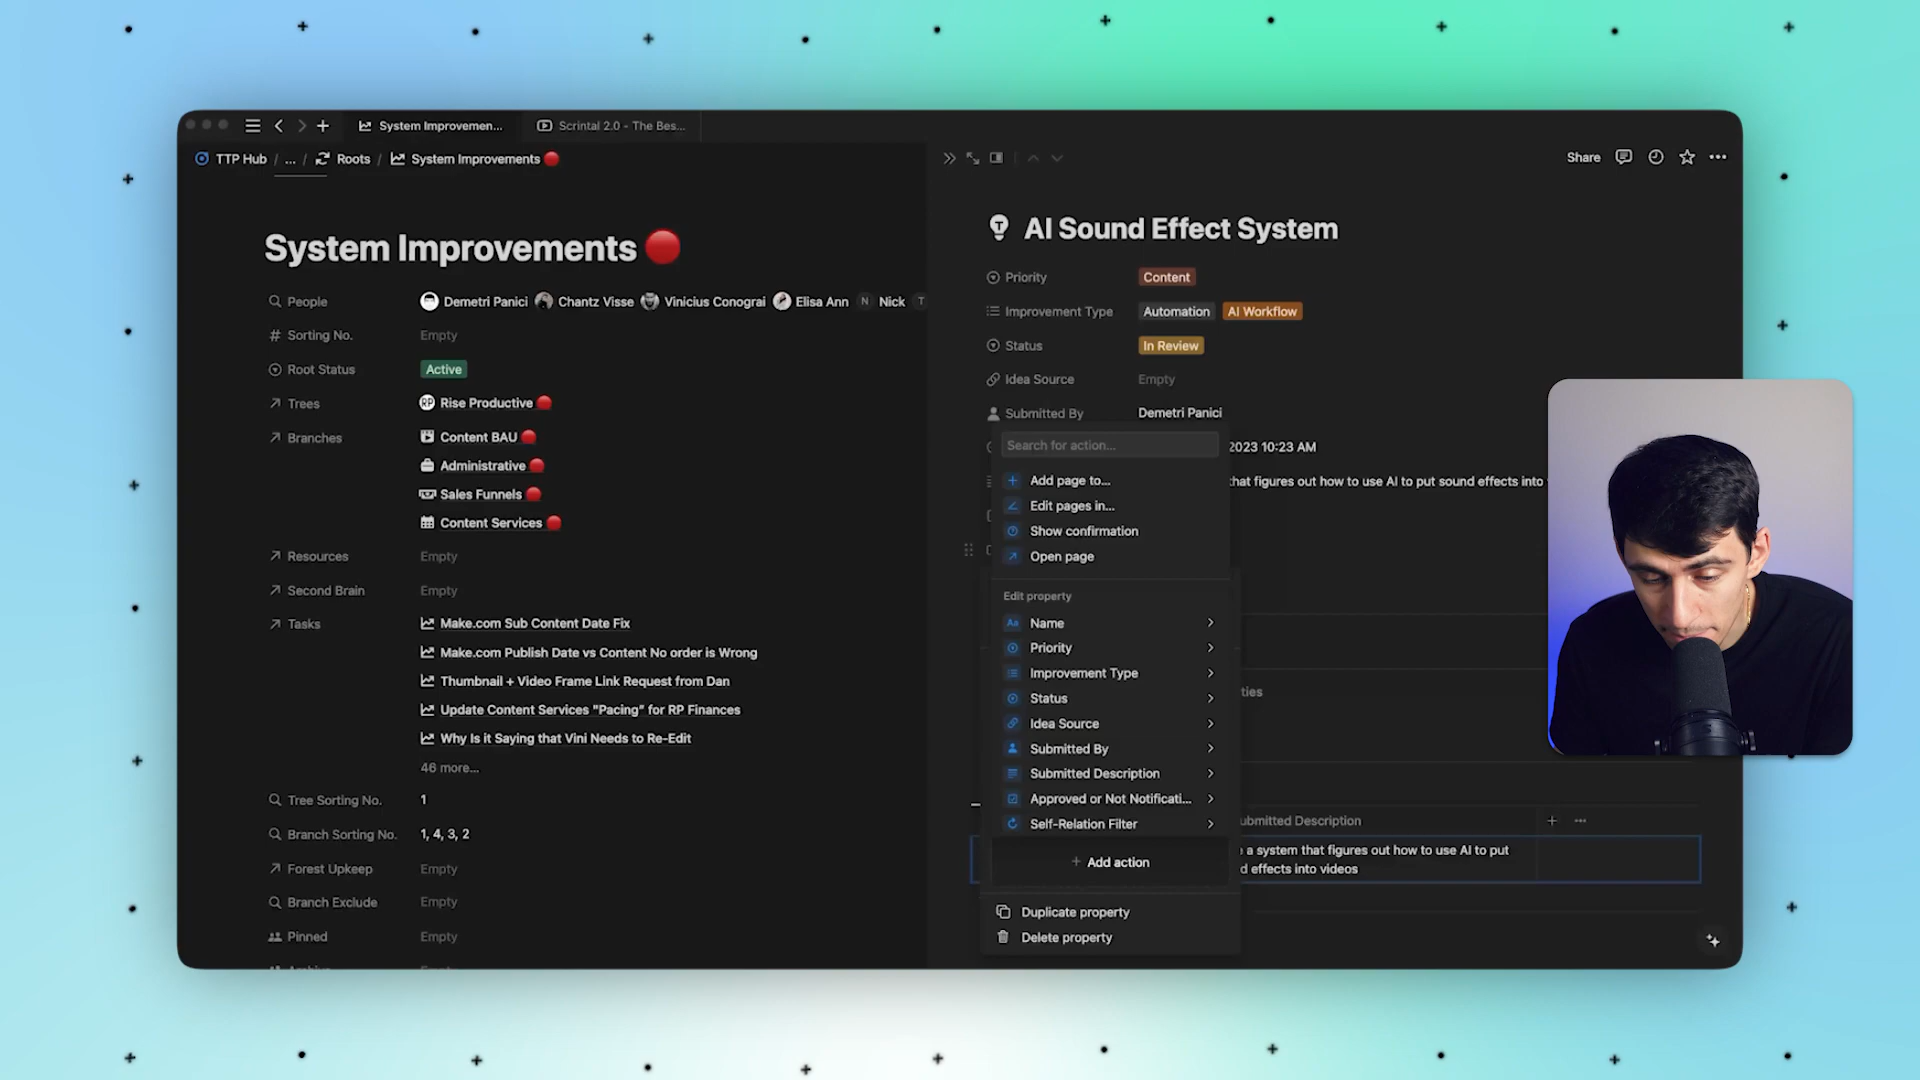 System Improvemen...
Scrintal 2.0 - The Bes...
TTP Hub / ... / Roots / System Improvements
Share
System Improvements
People
Demetri Panici Chantz Visse Vinicius Conograi Elisa Ann N Nick T
Sorting No.
Empty
Root Status
Active
Trees
RP Rise Productive
Branches
Content BAU
Administrative
Sales Funnels
Content Services
Resources
Empty
Second Brain
Empty
Tasks
Make.com Sub Content Date Fix
Make.com Publish Date vs Content No order is Wrong
Thumbnail + Video Frame Link Request from Dan
Update Content Services "Pacing" for RP Finances
Why Is it Saying that Vini Needs to Re-Edit
46 more...
Tree Sorting No.
1
Branch Sorting No.
1, 4, 3, 2
Forest Upkeep
Empty
Branch Exclude
Empty
Pinned
Empty
AI Sound Effect System
Priority
Content
Improvement Type
Automation AI Workflow
Status
In Review
Idea Source
Empty
Submitted By
Demetri Panici
Search for action...
2023 10:23 AM
Add page to...
that figures out how to use AI to put sound effects into
Edit pages in...
Show confirmation
Open page
Edit property
Aa Name
Priority
Improvement Type
Status
ties
Idea Source
Submitted By
Submitted Description
Approved or Not Notificati...
Self-Relation Filter
ubmitted Description
+ Add action
a system that figures out how to use AI to put
d effects into videos
Duplicate property
Delete property